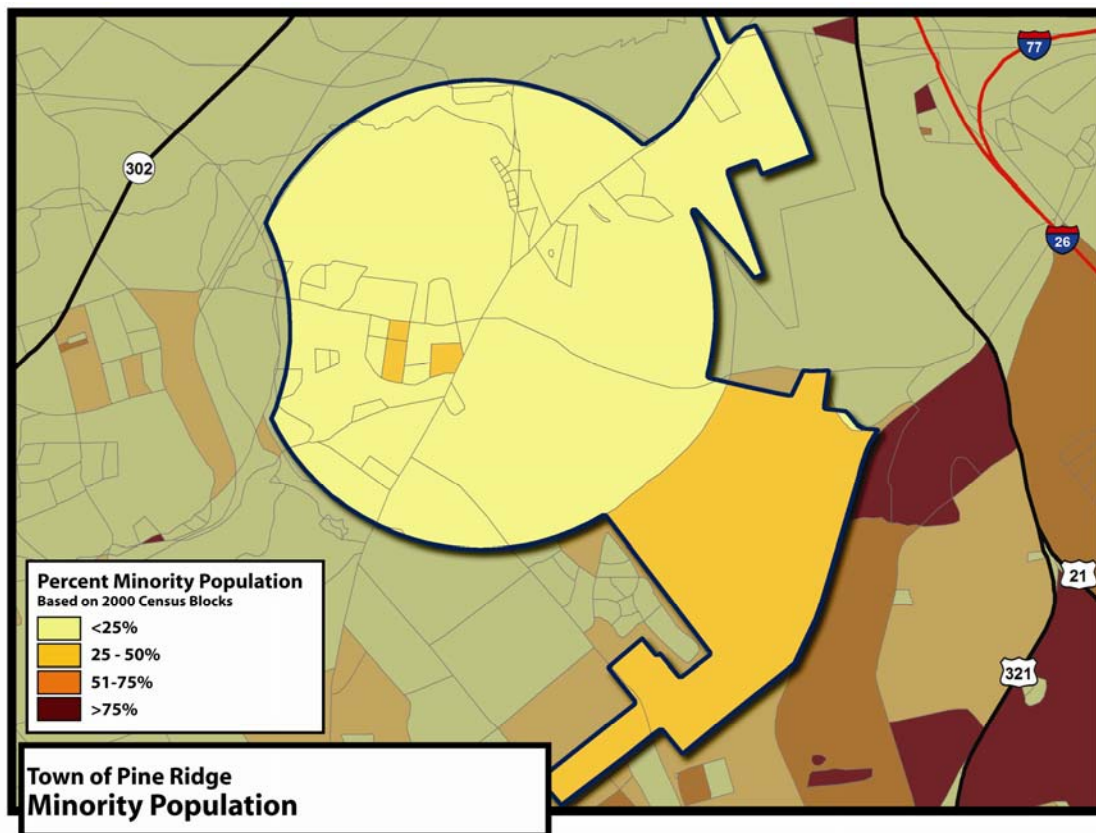 77
302
26
Percent Minority Population
Based on 2000 Census Blocks
<25%
25 - 50%
51-75%
>75%
21
321
Town of Pine Ridge
Minority Population